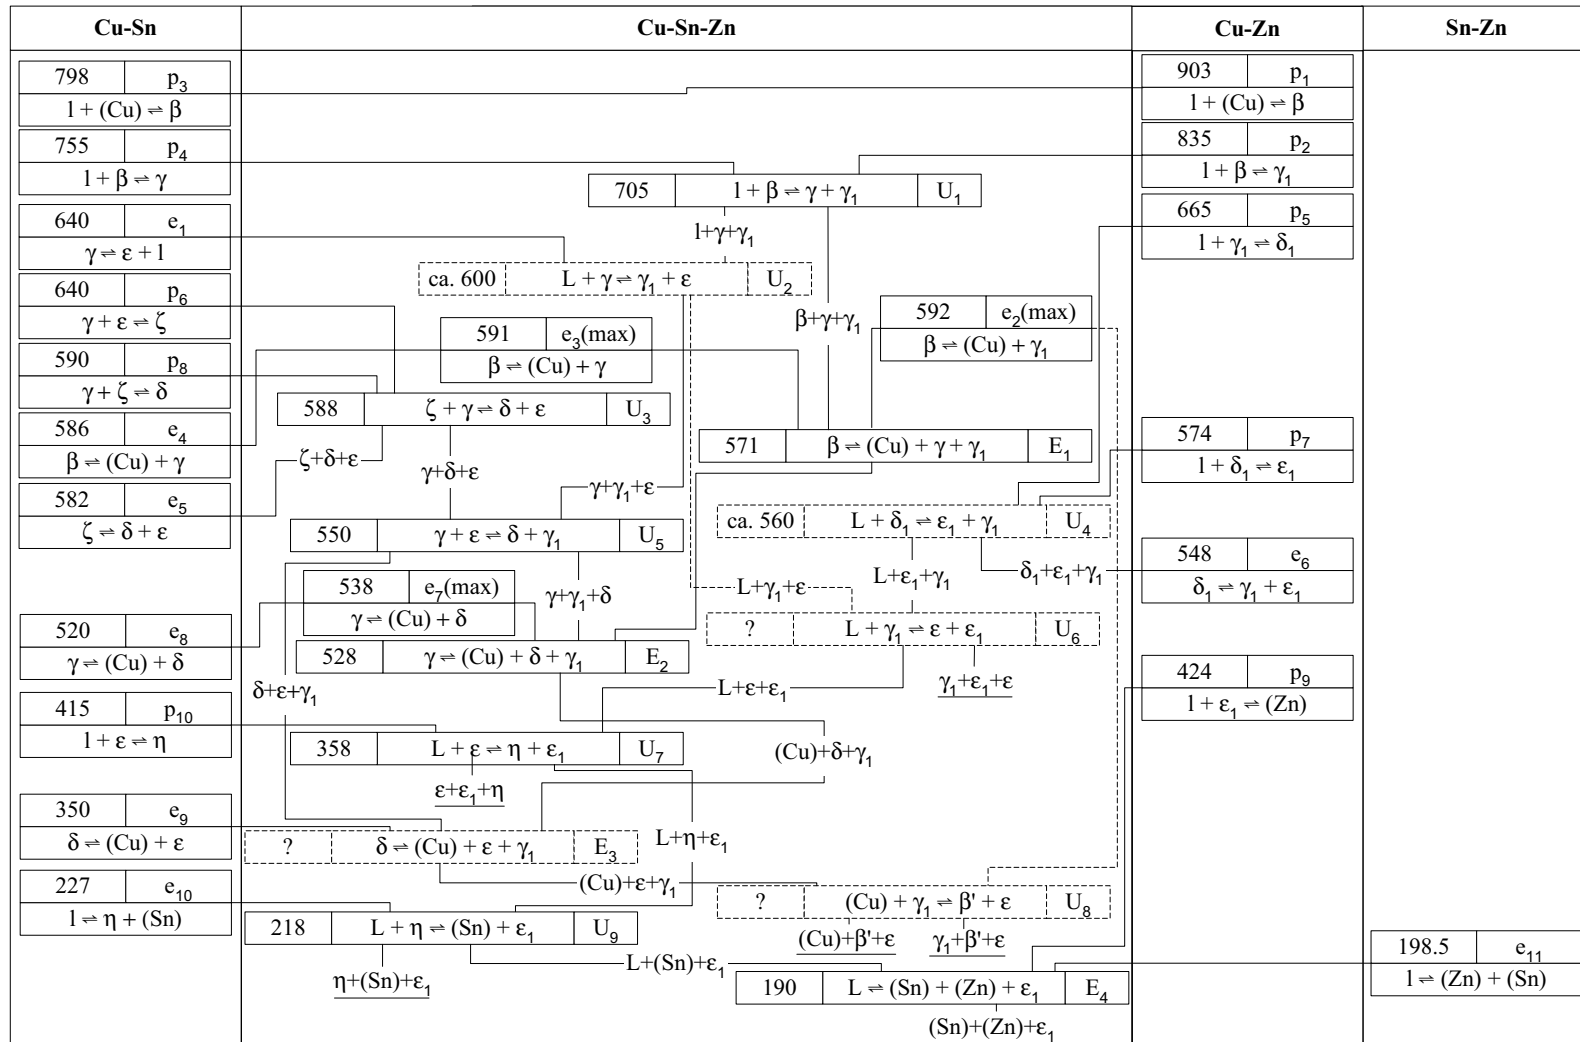 Cu-Sn Cu-Sn-Zn Cu-Zn Sn-Zn
798 p3
l + (Cu) ⇌ β
903 p1
l + (Cu) ⇌ β
755 p4
l + β ⇌ γ
835 p2
l + β ⇌ γ1
705 l + β ⇌ γ + γ1 U1
640 e1
γ ⇌ ε + l
l+γ+γ1
665 p5
l + γ1 ⇌ δ1
ca. 600 L + γ ⇌ γ1 + ε U2
640 p6
γ + ε ⇌ ζ
β+γ+γ1
592 e2(max)
β ⇌ (Cu) + γ1
591 e3(max)
β ⇌ (Cu) + γ
590 p8
γ + ζ ⇌ δ
588 ζ + γ ⇌ δ + ε U3
586 e4
β ⇌ (Cu) + γ
571 β ⇌ (Cu) + γ + γ1 E1
574 p7
l + δ1 ⇌ ε1
ζ+δ+ε
γ+δ+ε
γ+γ1+ε
582 e5
ζ ⇌ δ + ε
550 γ + ε ⇌ δ + γ1 U5
ca. 560 L + δ1 ⇌ ε1 + γ1 U4
548 e6
δ1 ⇌ γ1 + ε1
L+ε1+γ1
δ1+ε1+γ1
538 e7(max)
γ ⇌ (Cu) + δ
γ+γ1+δ
L+γ1+ε
520 e8
γ ⇌ (Cu) + δ
? L + γ1 ⇌ ε + ε1 U6
528 γ ⇌ (Cu) + δ + γ1 E2
δ+ε+γ1
L+ε+ε1
γ1+ε1+ε
424 p9
l + ε1 ⇌ (Zn)
415 p10
l + ε ⇌ η
358 L + ε ⇌ η + ε1 U7
(Cu)+δ+γ1
ε+ε1+η
350 e9
δ ⇌ (Cu) + ε
? δ ⇌ (Cu) + ε + γ1 E3
L+η+ε1
(Cu)+ε+γ1
227 e10
l ⇌ η + (Sn)
? (Cu) + γ1 ⇌ β' + ε U8
218 L + η ⇌ (Sn) + ε1 U9
(Cu)+β'+ε
γ1+β'+ε
198.5 e11
l ⇌ (Zn) + (Sn)
η+(Sn)+ε1
L+(Sn)+ε1
190 L ⇌ (Sn) + (Zn) + ε1 E4
(Sn)+(Zn)+ε1